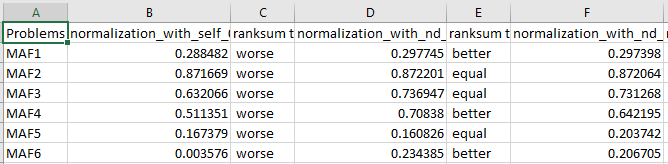 A B C D E F
Problems normalization_with_self_ ranksum t normalization_with_nd_ ranksum t normalization_with_nd_
MAF1 0.288482 worse 0.297745 better 0.297398
MAF2 0.871669 worse 0.872201 equal 0.872064
MAF3 0.632066 worse 0.736947 equal 0.731268
MAF4 0.511351 worse 0.70838 better 0.642195
MAF5 0.167379 worse 0.160826 equal 0.203742
MAF6 0.003576 worse 0.234385 better 0.206705